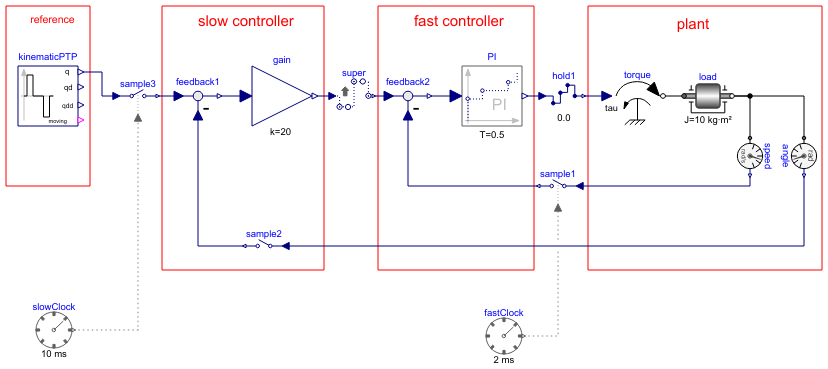 reference
slow controller
fast controller
plant
kinematicPTP
q
qd
qdd
moving
sample3
feedback1
gain
k=20
super
feedback2
PI
PI
T=0.5
hold1
0.0
torque
tau
load
J=10 kg·m²
speed
rad/s
angle
rad
sample1
sample2
slowClock
10 ms
fastClock
2 ms